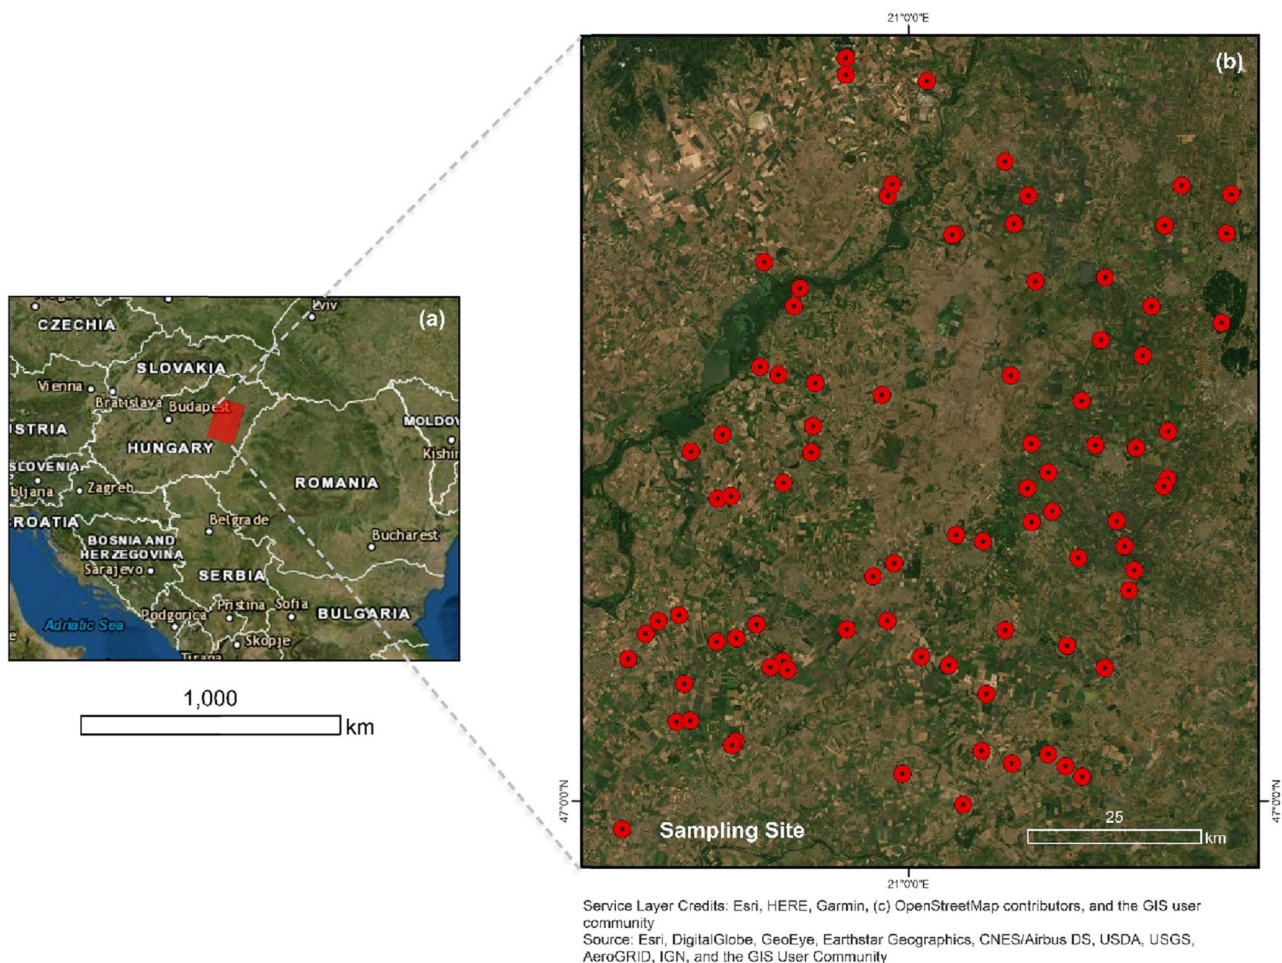 21°0'0"E
(b)
(a)
Lviv
CZECHIA
SLOVAKIA
Vienna
Bratislava
Budapest
ISTRIA
HUNGARY
MOLDOV
Kishin
SLOVENIA
bljana
Zagreb
ROMANIA
CROATIA
Belgrade
BOSNIA AND
HERZEGOVINA
Bucharest
Sarajevo
SERBIA
Podgorica
Pristina
Sofia
BULGARIA
Adriatic Sea
Skopje
Tirana
1,000
km
47°0'0"N
47°0'0"N
Sampling Site
25
km
21°0'0"E
Service Layer Credits: Esri, HERE, Garmin, (c) OpenStreetMap contributors, and the GIS user
community
Source: Esri, DigitalGlobe, GeoEye, Earthstar Geographics, CNES/Airbus DS, USDA, USGS,
AeroGRID, IGN, and the GIS User Community